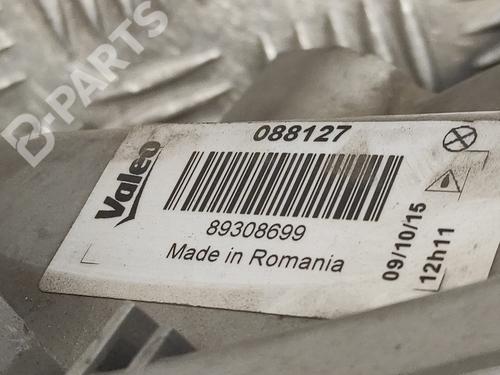 B-PARTS
Valeo
088127
89308699
Made in Romania
09/10/15
12h11